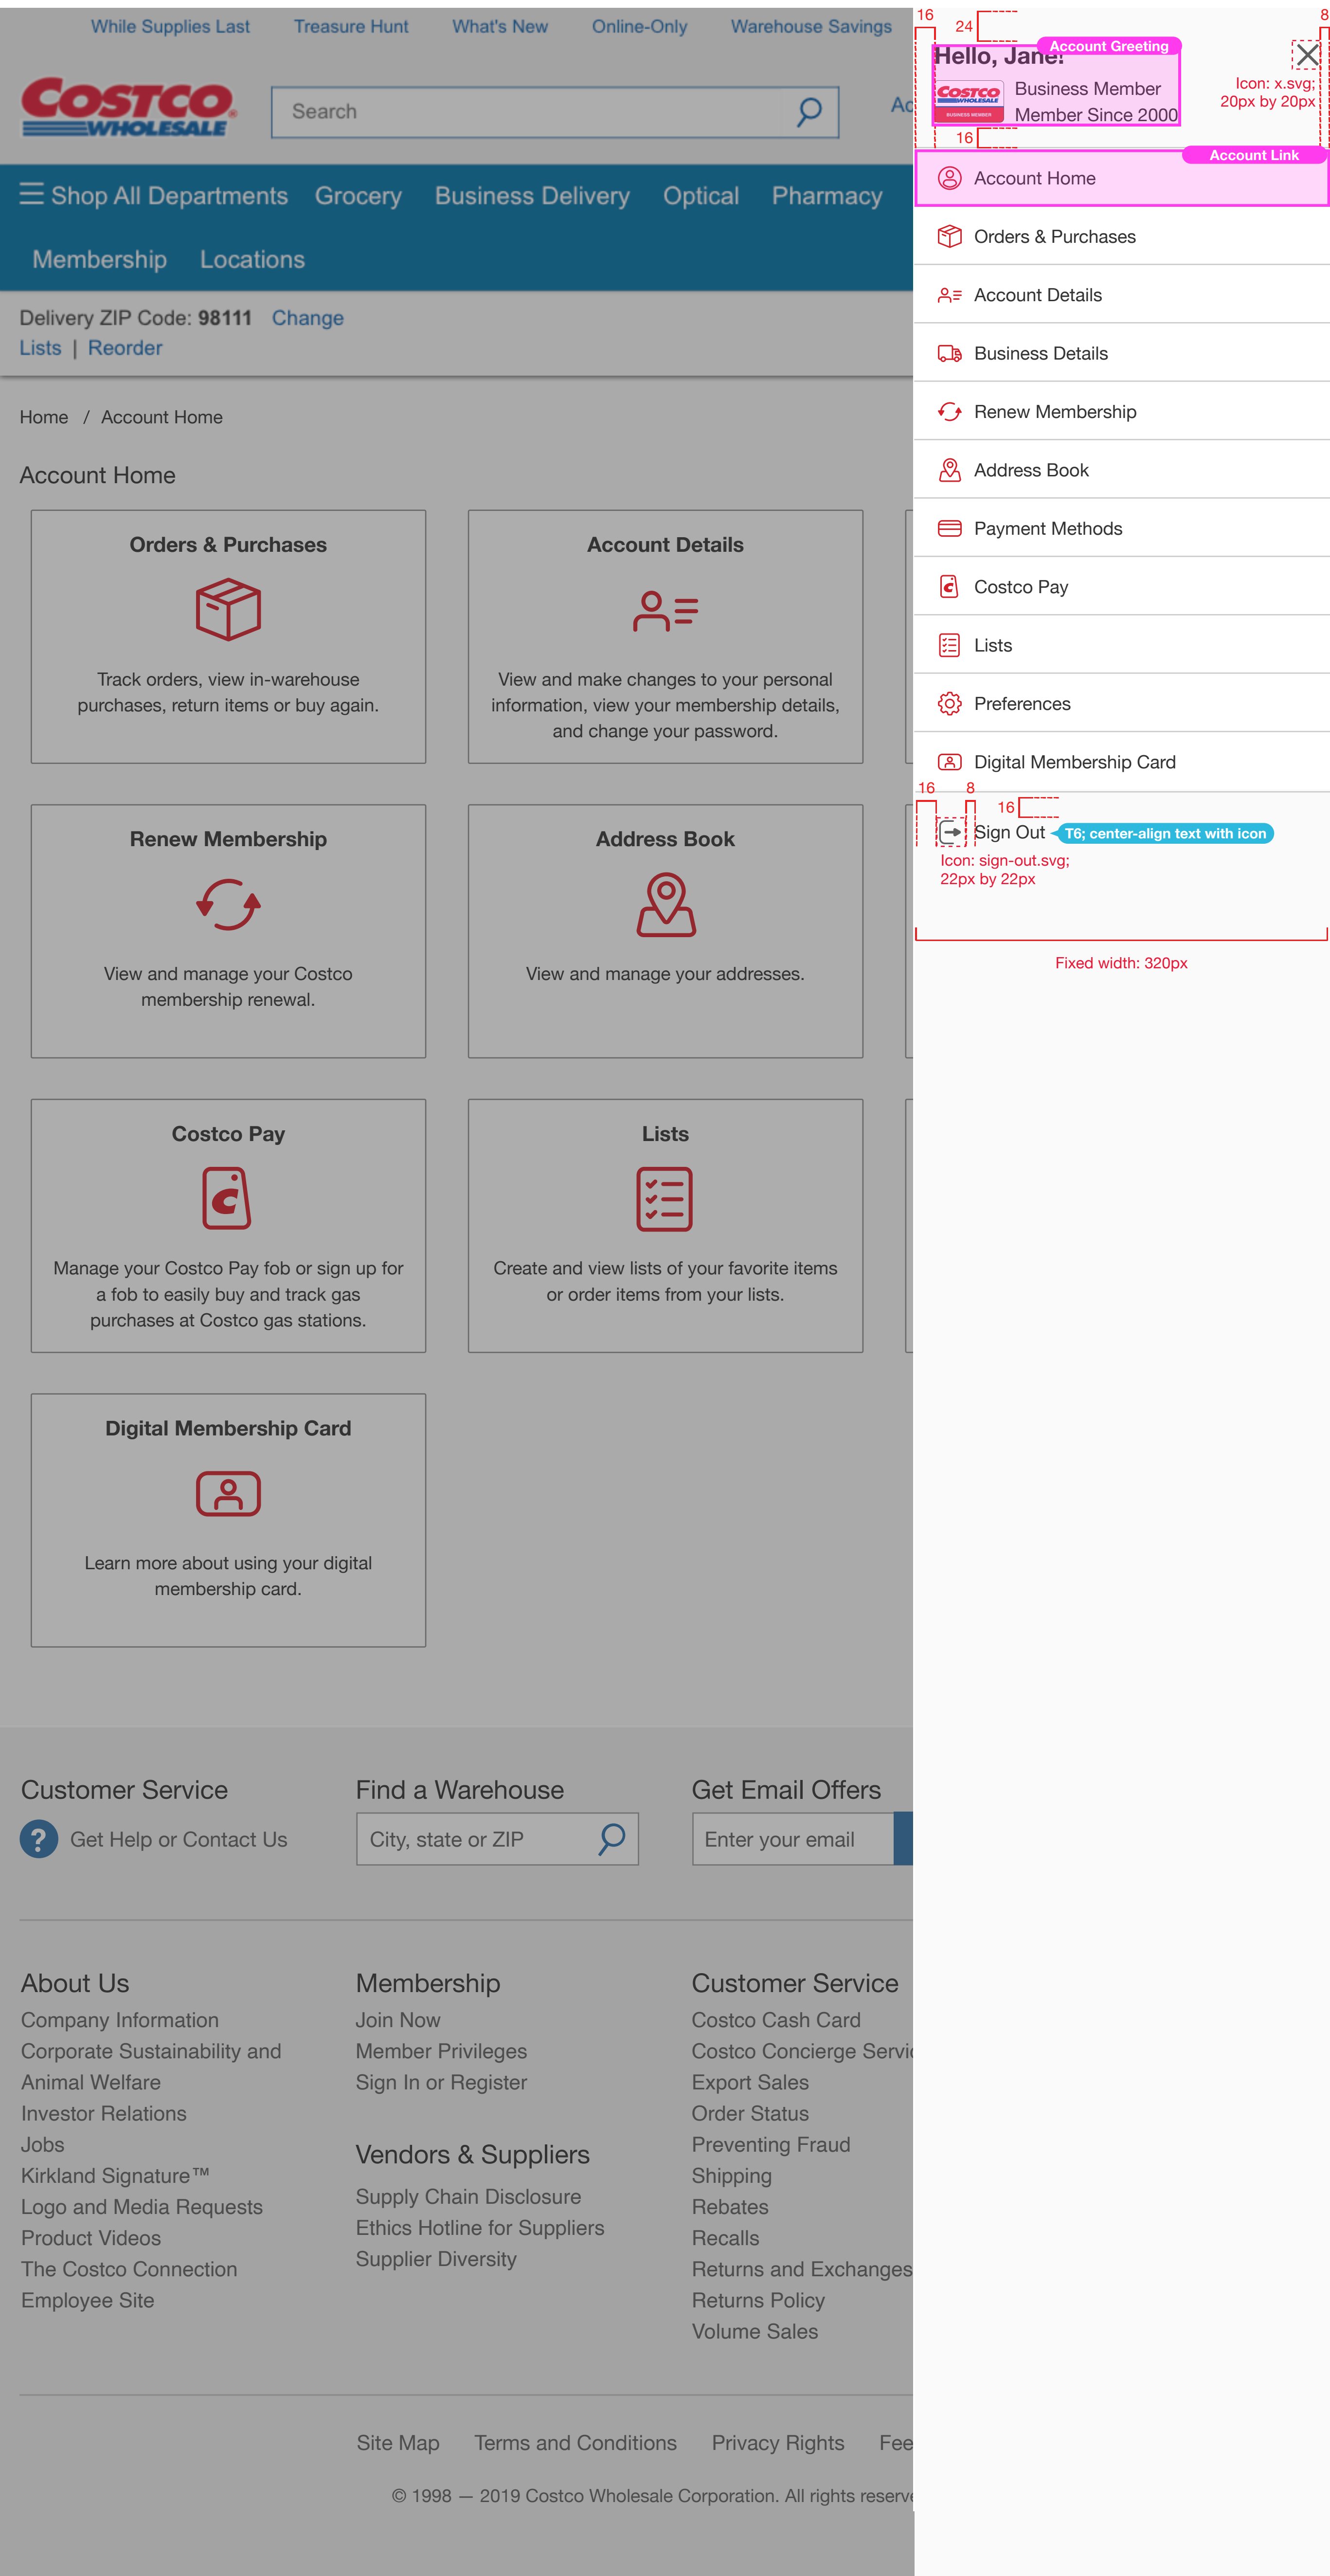 While Supplies Last Treasure Hunt What's New Online-Only Warehouse Savings
COSTCO
WHOLESALE
Search
Ac
Shop All Departments Grocery Business Delivery Optical Pharmacy
Membership Locations
Delivery ZIP Code: 98111 Change
Lists | Reorder
Home / Account Home
Account Home
Orders & Purchases
Track orders, view in-warehouse
purchases, return items or buy again.
Account Details
View and make changes to your personal
information, view your membership details,
and change your password.
Renew Membership
View and manage your Costco
membership renewal.
Address Book
View and manage your addresses.
Costco Pay
Manage your Costco Pay fob or sign up for
a fob to easily buy and track gas
purchases at Costco gas stations.
Lists
Create and view lists of your favorite items
or order items from your lists.
Digital Membership Card
Learn more about using your digital
membership card.
Customer Service
? Get Help or Contact Us
Find a Warehouse
City, state or ZIP
Get Email Offers
Enter your email
About Us
Company Information
Corporate Sustainability and
Animal Welfare
Investor Relations
Jobs
Kirkland Signature™
Logo and Media Requests
Product Videos
The Costco Connection
Employee Site
Membership
Join Now
Member Privileges
Sign In or Register
Vendors & Suppliers
Supply Chain Disclosure
Ethics Hotline for Suppliers
Supplier Diversity
Customer Service
Costco Cash Card
Costco Concierge Servic
Export Sales
Order Status
Preventing Fraud
Shipping
Rebates
Recalls
Returns and Exchanges
Returns Policy
Volume Sales
Site Map Terms and Conditions Privacy Rights Fee
© 1998 — 2019 Costco Wholesale Corporation. All rights reserve
16
24
8
Account Greeting
Hello, Jane!
COSTCO
WHOLESALE
BUSINESS MEMBER
Business Member
Member Since 2000
Icon: x.svg;
20px by 20px
16
Account Link
Account Home
Orders & Purchases
Account Details
Business Details
Renew Membership
Address Book
Payment Methods
Costco Pay
Lists
Preferences
Digital Membership Card
16 8
16
Sign Out
T6; center-align text with icon
Icon: sign-out.svg;
22px by 22px
Fixed width: 320px